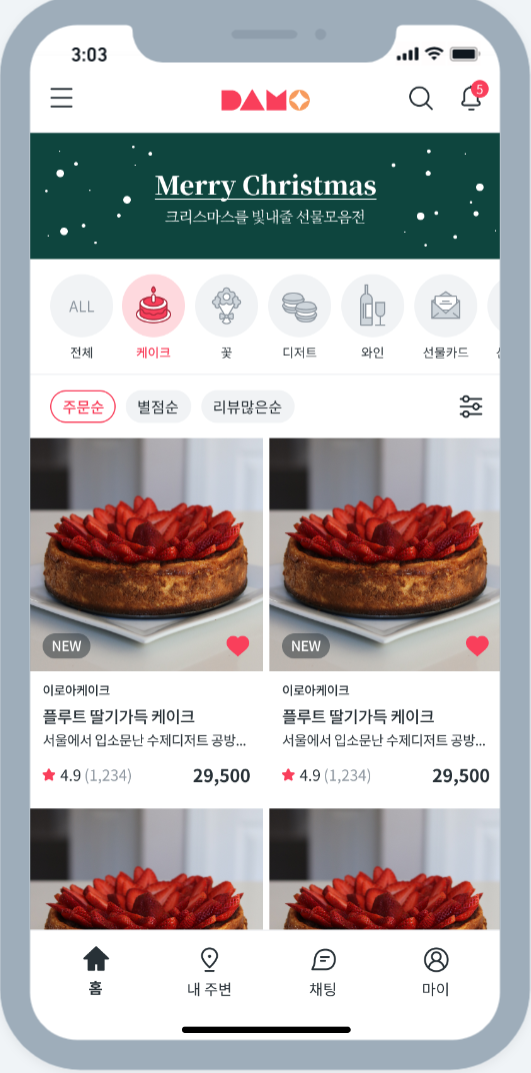 3:03
DAMO
5
Merry Christmas
크리스마스를 빛내줄 선물모음전
ALL
전체
케이크
꽃
디저트
와인
선물카드
주문순
별점순
리뷰많은순
NEW
NEW
이로아케이크
플루트 딸기가득 케이크
서울에서 입소문난 수제디저트 공방...
4.9 (1,234)
29,500
이로아케이크
플루트 딸기가득 케이크
서울에서 입소문난 수제디저트 공방...
4.9 (1,234)
29,500
홈
내 주변
채팅
마이